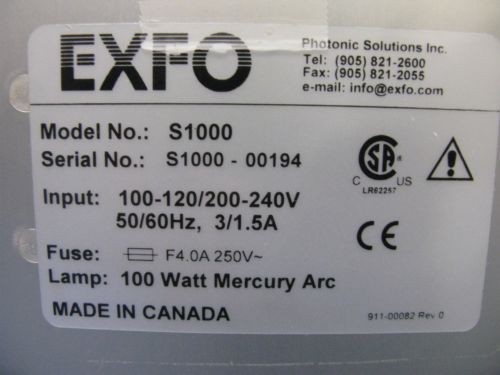 EXFO
Photonic Solutions Inc.
Tel: (905) 821-2600
Fax: (905) 821-2055
e-mail: info@exfo.com
Model No.: S1000
Serial No.: S1000 - 00194
Input: 100-120/200-240V
50/60Hz, 3/1.5A
Fuse: F4.0A 250V~
Lamp: 100 Watt Mercury Arc
MADE IN CANADA
SA
C US
LR62257
CE
911-00082 Rev 0